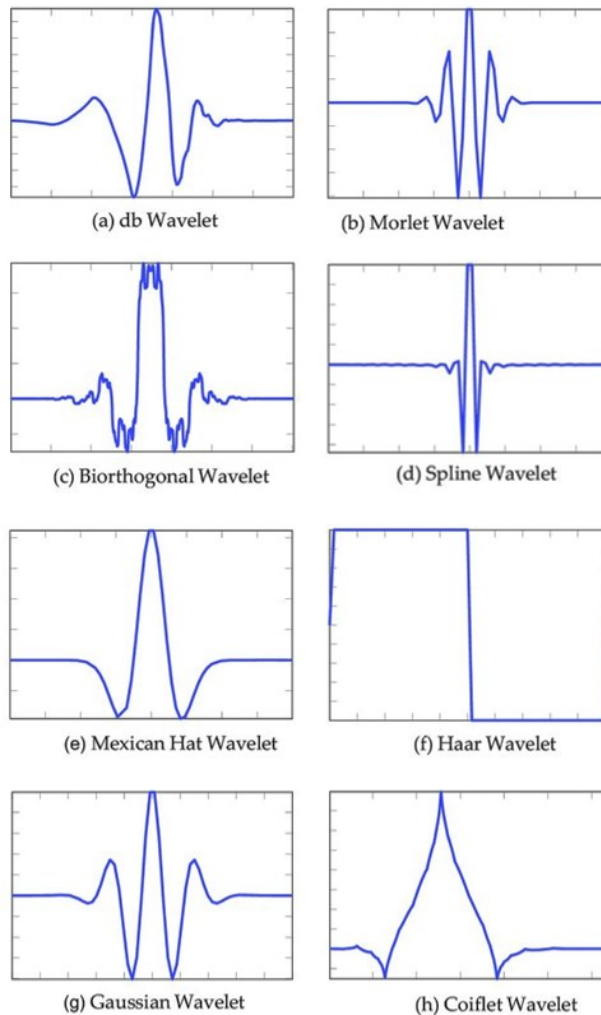 (a) db Wavelet
(b) Morlet Wavelet
(c) Biorthogonal Wavelet
(d) Spline Wavelet
(e) Mexican Hat Wavelet
(f) Haar Wavelet
(g) Gaussian Wavelet
(h) Coiflet Wavelet